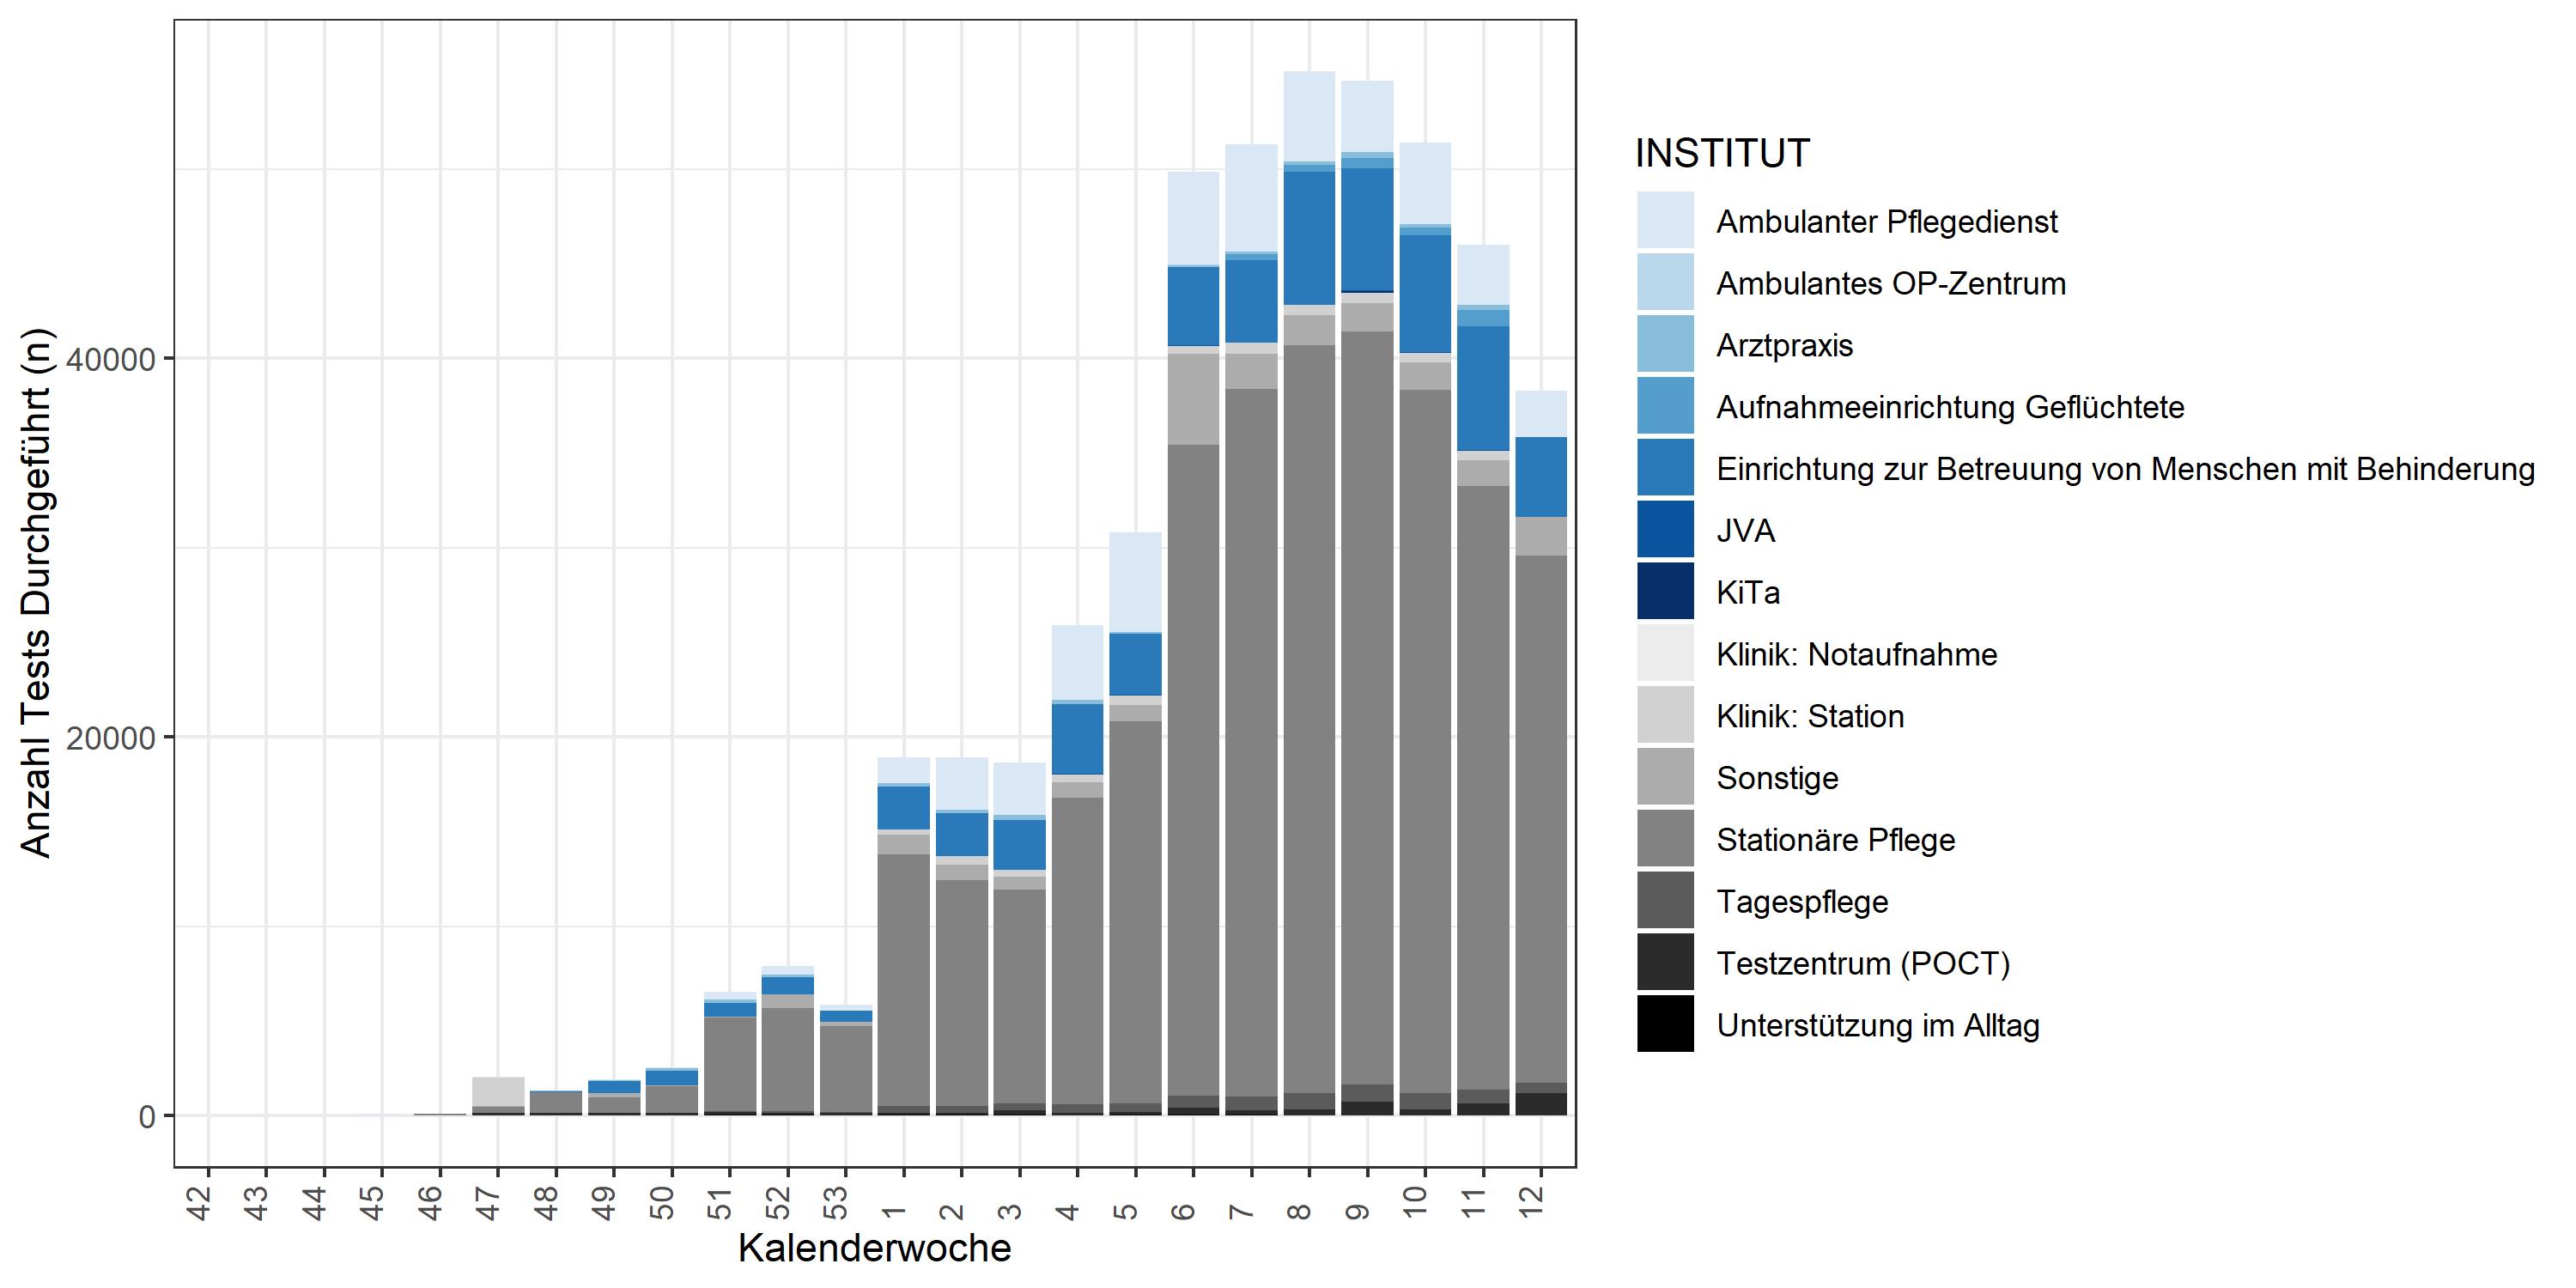 Anzahl Tests Durchgeführt (n)
40000
20000
0
42 43 44 45 46 47 48 49 50 51 52 53 1 2 3 4 5 6 7 8 9 10 11 12
Kalenderwoche
INSTITUT
Ambulanter Pflegedienst
Ambulantes OP-Zentrum
Arztpraxis
Aufnahmeeinrichtung Geflüchtete
Einrichtung zur Betreuung von Menschen mit Behinderung
JVA
KiTa
Klinik: Notaufnahme
Klinik: Station
Sonstige
Stationäre Pflege
Tagespflege
Testzentrum (POCT)
Unterstützung im Alltag